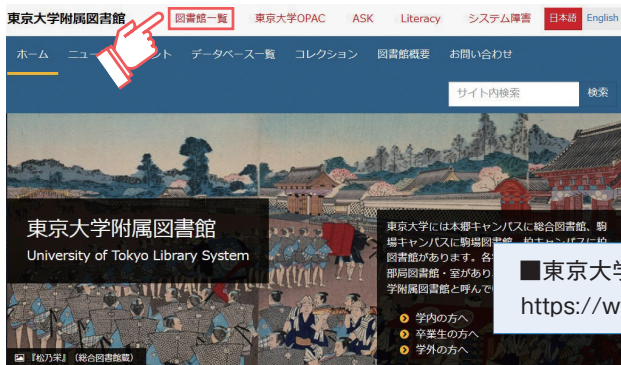 東京大学附属図書館
図書館一覧 東京大学OPAC ASK Literacy システム障害 日本語 English
ホーム データベース一覧 コレクション 図書館概要 お問い合わせ
サイト内検索 検索
東京大学附属図書館
University of Tokyo Library System
東京大学には本郷キャンパスに総合図書館、駒
場キャンパスに駒場図書館、柏キャンパスに柏
図書館があります。各
部局図書館・室があり
学附属図書館と呼んで
学内の方へ
卒業生の方へ
学外の方へ
■東京大学
https://w
『松乃栄』（総合図書館蔵）